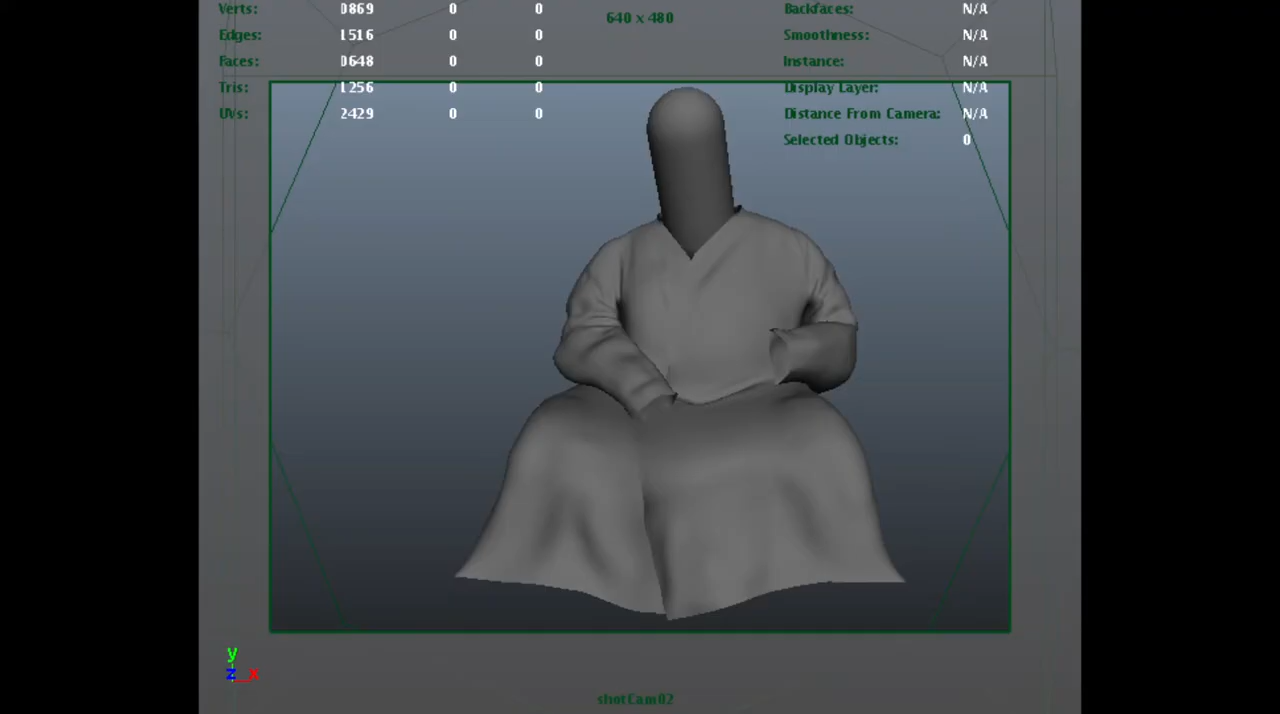 Verts: 0869 0 0
Edges: 1516 0 0
Faces: 0648 0 0
Tris: 1256 0 0
UVs: 2429 0 0
640 x 480
Backfaces: N/A
Smoothness: N/A
Instance: N/A
Display Layer: N/A
Distance From Camera: N/A
Selected Objects: 0
y
z x
shotCam02